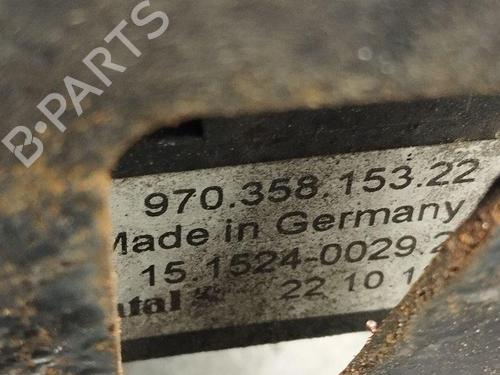 B-PARTS
970.358.153.22
Made in Germany
15.1524-0029.2
22 10 1